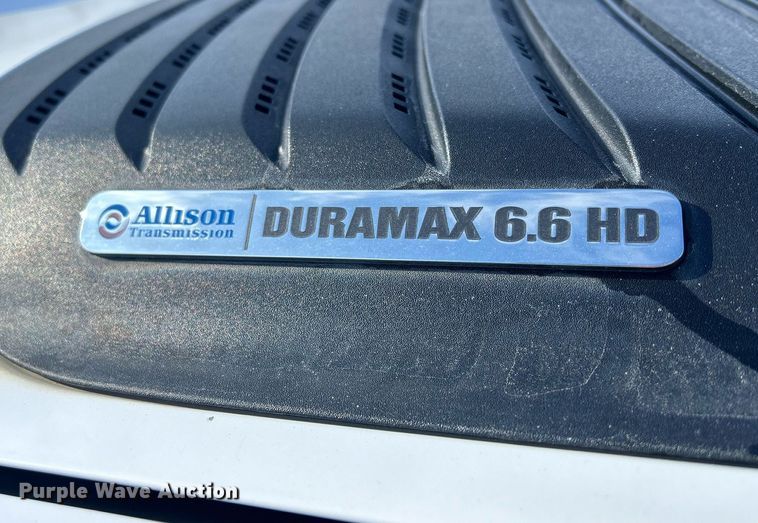 Allison Transmission DURAMAX 6.6 HD
Purple Wave Auction